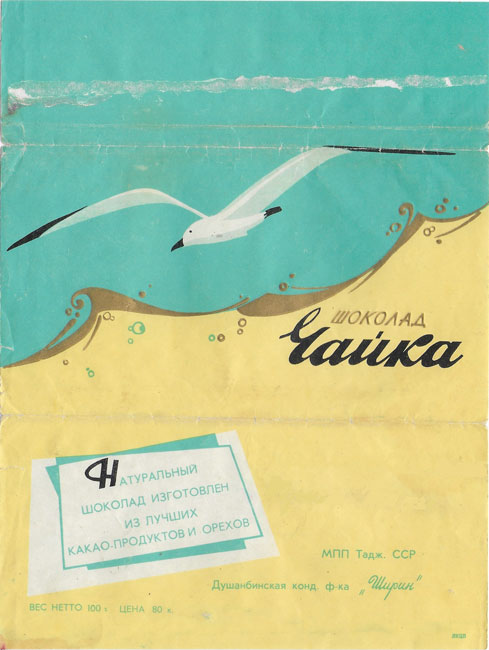 ШОКОЛАД
Чайка
НАТУРАЛЬНЫЙ
ШОКОЛАД ИЗГОТОВЛЕН
ИЗ ЛУЧШИХ
КАКАО-ПРОДУКТОВ И ОРЕХОВ
МПП Тадж. ССР
Душанбинская конд. ф-ка „Ширин"
ВЕС НЕТТО 100 г ЦЕНА 80 к.